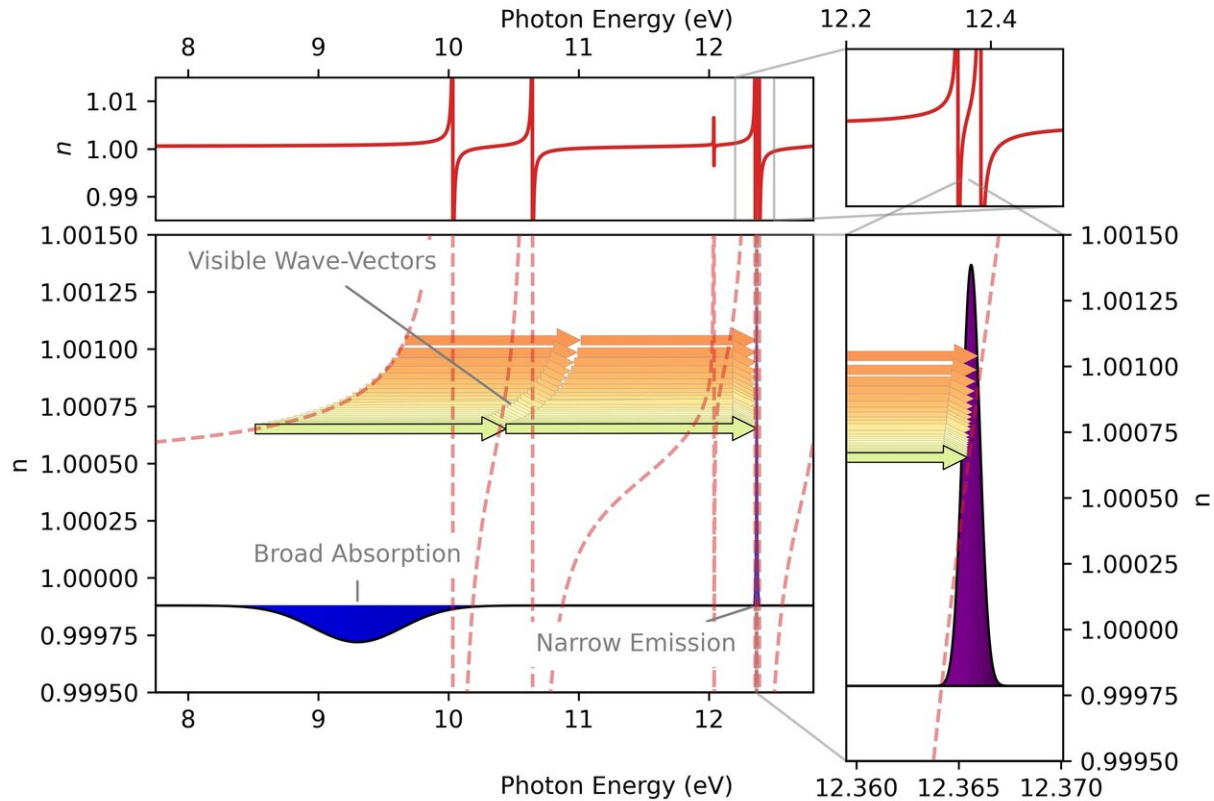 Photon Energy (eV)
8 9 10 11 12
12.2 12.4
1.01
1.00
0.99
n
1.00150
1.00125
1.00100
1.00075
1.00050
1.00025
1.00000
0.99975
0.99950
n
Visible Wave-Vectors
Broad Absorption
Narrow Emission
8 9 10 11 12
Photon Energy (eV)
1.00150
1.00125
1.00100
1.00075
1.00050
1.00025
1.00000
0.99975
0.99950
n
12.360 12.365 12.370